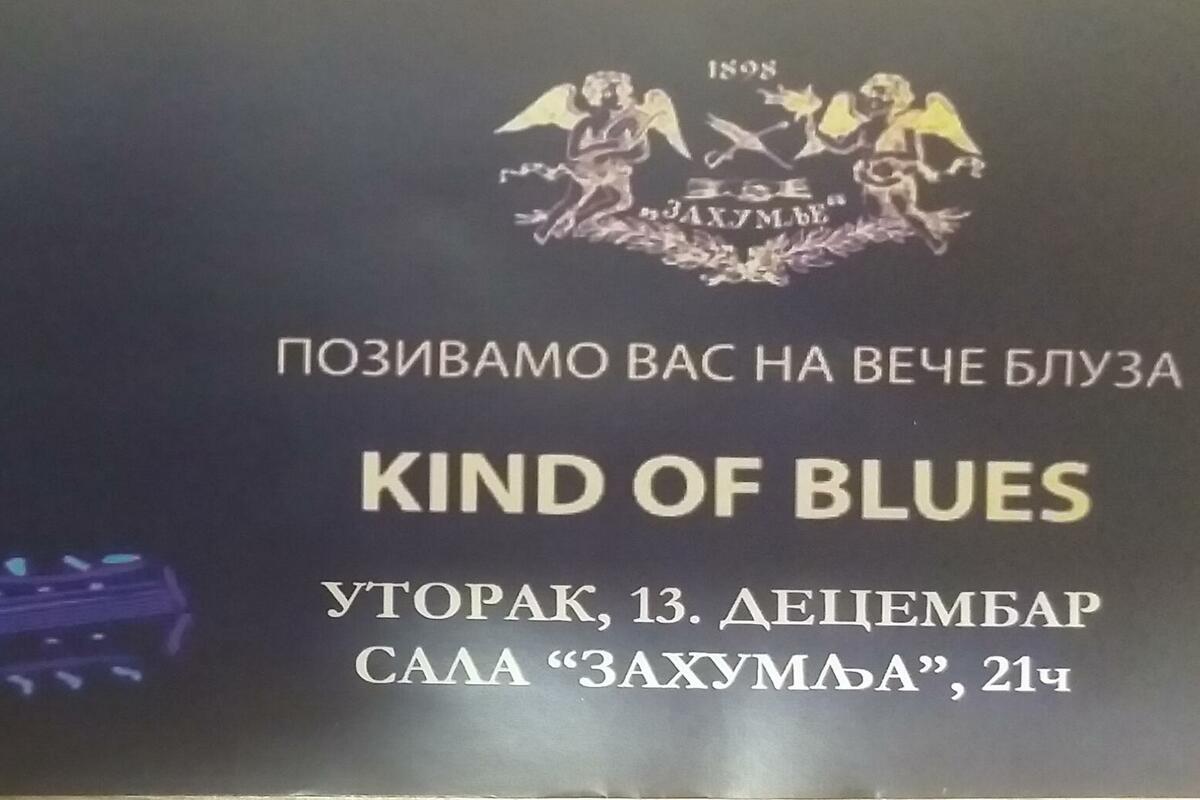 1898
„ЗАХУМЉЕ“
ПОЗИВАМО ВАС НА ВЕЧЕ БЛУЗА
KIND OF BLUES
УТОРАК, 13. ДЕЦЕМБАР
САЛА “ЗАХУМЉА”, 21ч